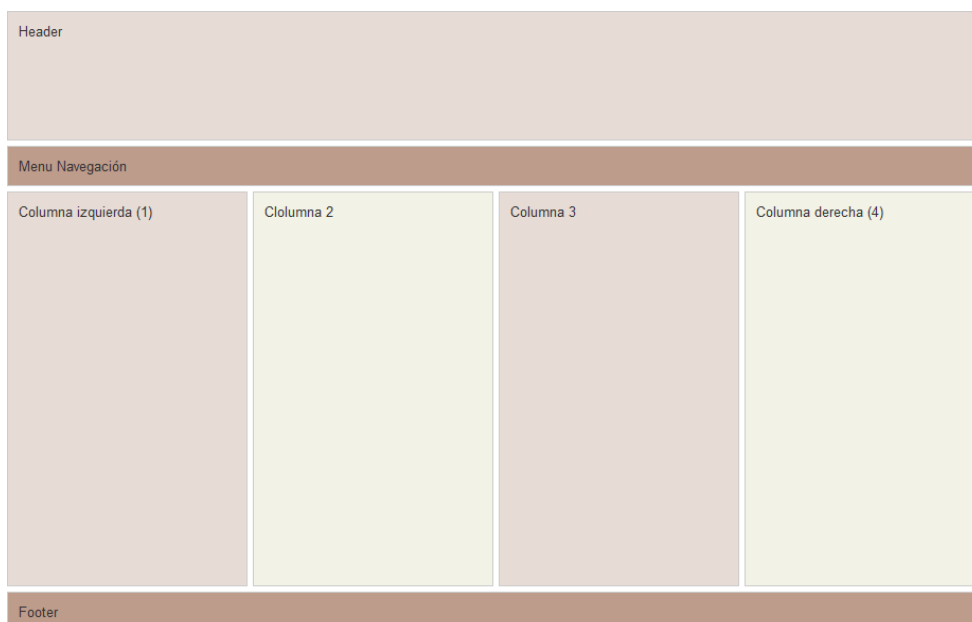 Header
Menu Navegación
Columna izquierda (1)
Clolumna 2
Columna 3
Columna derecha (4)
Footer